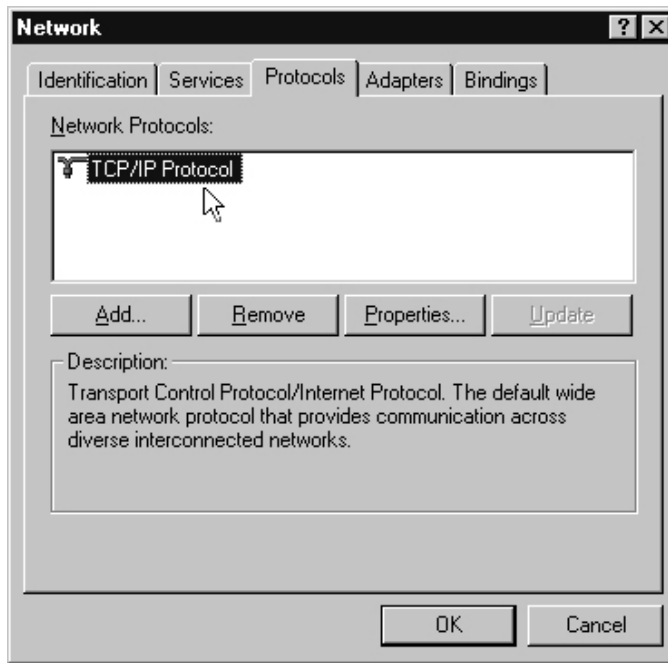 Network
Identification Services Protocols Adapters Bindings
Network Protocols:
TCP/IP Protocol
Add... Remove Properties... Update
Description:
Transport Control Protocol/Internet Protocol. The default wide
area network protocol that provides communication across
diverse interconnected networks.
OK Cancel